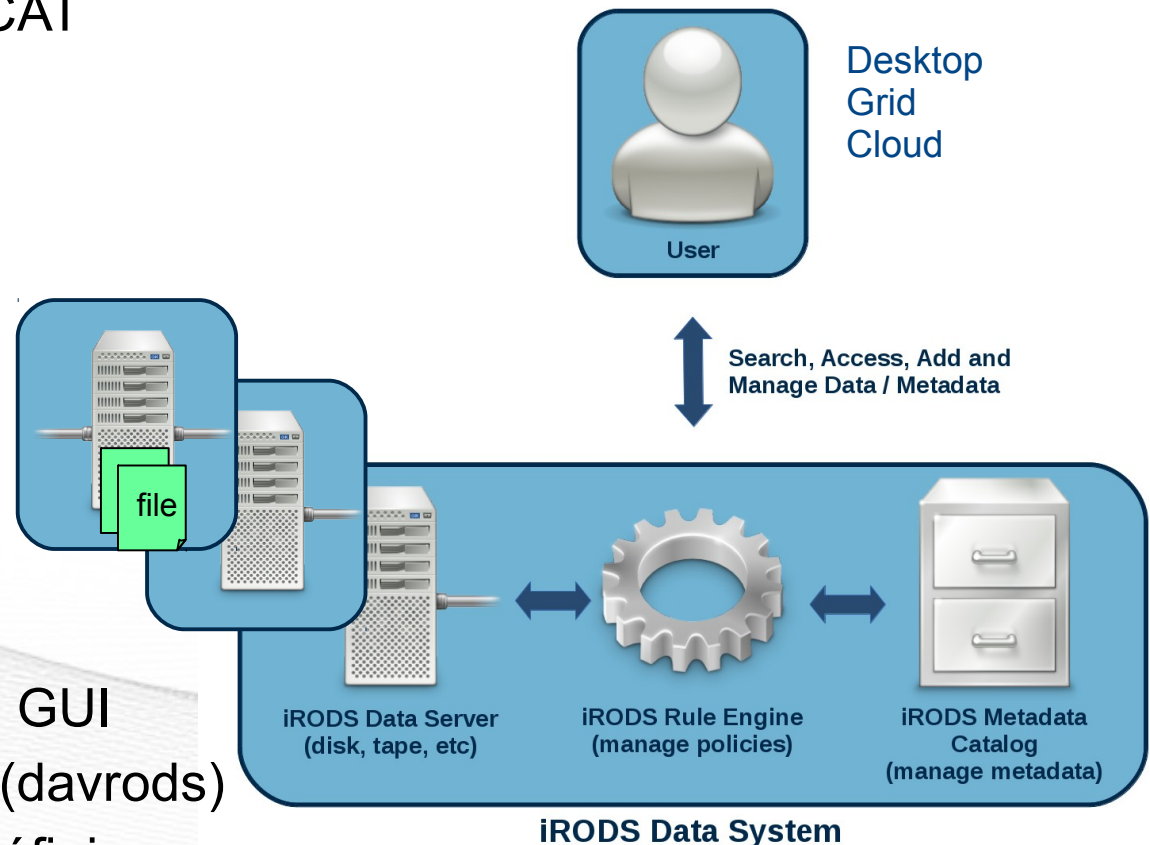 CAT
Desktop
Grid
Cloud
User
Search, Access, Add and
Manage Data / Metadata
file
GUI
(davrods)
iRODS Data Server
(disk, tape, etc)
iRODS Rule Engine
(manage policies)
iRODS Metadata
Catalog
(manage metadata)
iRODS Data System